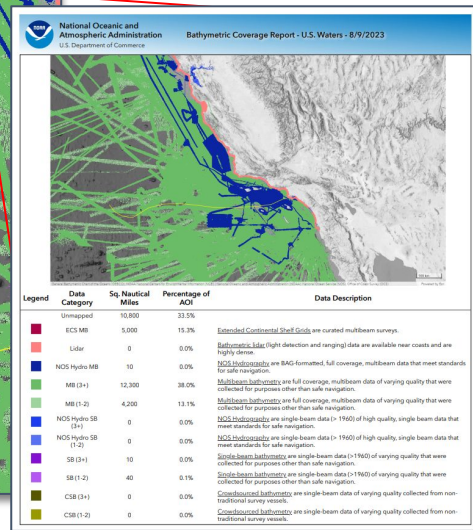 National Oceanic and
Atmospheric Administration
U.S. Department of Commerce
Bathymetric Coverage Report - U.S. Waters - 8/9/2023
Legend Data Category Sq. Nautical Miles Percentage of AOI Data Description
Unmapped 10,800 33.5%
ECS MB 5,000 15.3% Extended Continental Shelf Grids are curated multibeam surveys.
Lidar 0 0.0% Bathymetric lidar (light detection and ranging) data are available near coasts and are
highly dense.
NOS Hydro MB 10 0.0% NOS Hydrography are BAG-formatted, full coverage, multibeam data that meet standards
for safe navigation.
MB (3+) 12,300 38.0% Multibeam bathymetry are full coverage, multibeam data of varying quality that were
collected for purposes other than safe navigation.
MB (1-2) 4,200 13.1% Multibeam bathymetry are full coverage, multibeam data of varying quality that were
collected for purposes other than safe navigation.
NOS Hydro SB (3+) 0 0.0% NOS Hydrography are single-beam data (> 1960) of high quality, single beam data that
meet standards for safe navigation.
NOS Hydro SB (1-2) 0 0.0% NOS Hydrography are single-beam data (> 1960) of high quality, single beam data that
meet standards for safe navigation.
SB (3+) 10 0.0% Single-beam bathymetry are single-beam data (>1960) of varying quality that were
collected for purposes other than safe navigation.
SB (1-2) 40 0.1% Single-beam bathymetry are single-beam data (>1960) of varying quality that were
collected for purposes other than safe navigation.
CSB (3+) 0 0.0% Crowdsourced bathymetry are single-beam data of varying quality collected from non-
traditional survey vessels.
CSB (1-2) 0 0.0% Crowdsourced bathymetry are single-beam data of varying quality collected from non-
traditional survey vessels.